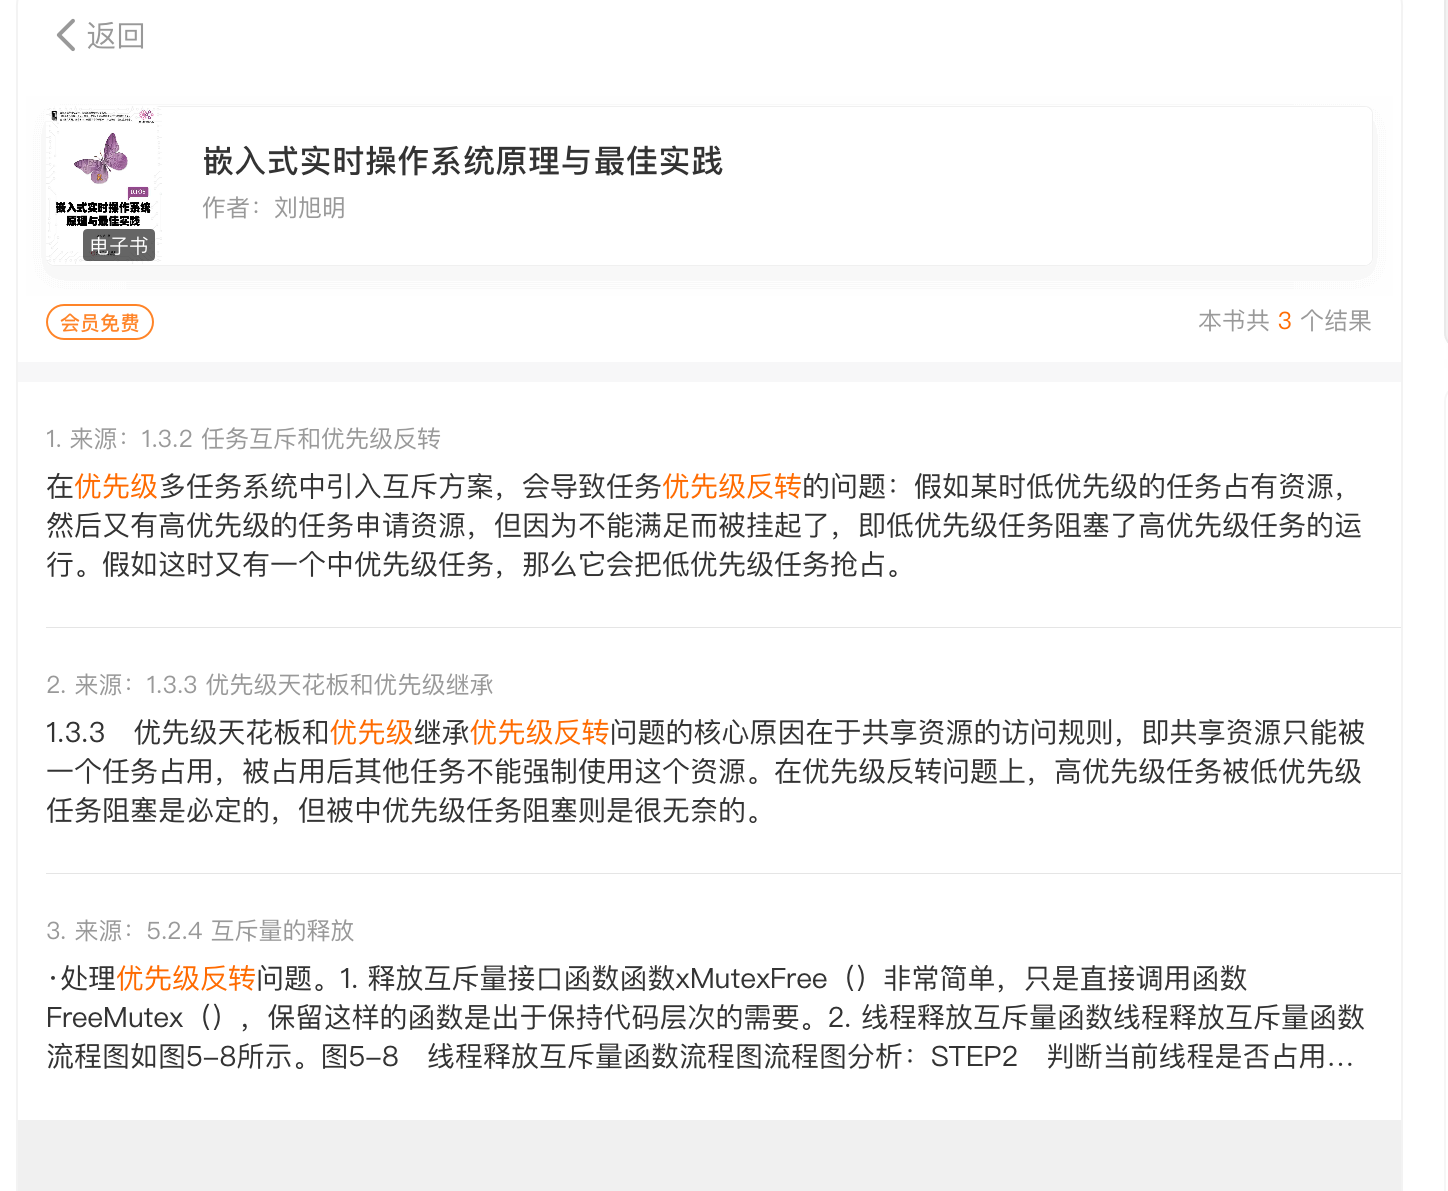 返回
嵌入式实时操作系统
原理与最佳实践
电子书
嵌入式实时操作系统原理与最佳实践
作者：刘旭明
会员免费
本书共 3 个结果
1. 来源：1.3.2 任务互斥和优先级反转
在优先级多任务系统中引入互斥方案，会导致任务优先级反转的问题：假如某时低优先级的任务占有资源，
然后又有高优先级的任务申请资源，但因为不能满足而被挂起了，即低优先级任务阻塞了高优先级任务的运
行。假如这时又有一个中优先级任务，那么它会把低优先级任务抢占。
2. 来源：1.3.3 优先级天花板和优先级继承
1.3.3　优先级天花板和优先级继承优先级反转问题的核心原因在于共享资源的访问规则，即共享资源只能被
一个任务占用，被占用后其他任务不能强制使用这个资源。在优先级反转问题上，高优先级任务被低优先级
任务阻塞是必定的，但被中优先级任务阻塞则是很无奈的。
3. 来源：5.2.4 互斥量的释放
·处理优先级反转问题。1. 释放互斥量接口函数函数xMutexFree（）非常简单，只是直接调用函数
FreeMutex（），保留这样的函数是出于保持代码层次的需要。2. 线程释放互斥量函数线程释放互斥量函数
流程图如图5-8所示。图5-8　线程释放互斥量函数流程图流程图分析：STEP2　判断当前线程是否占用...